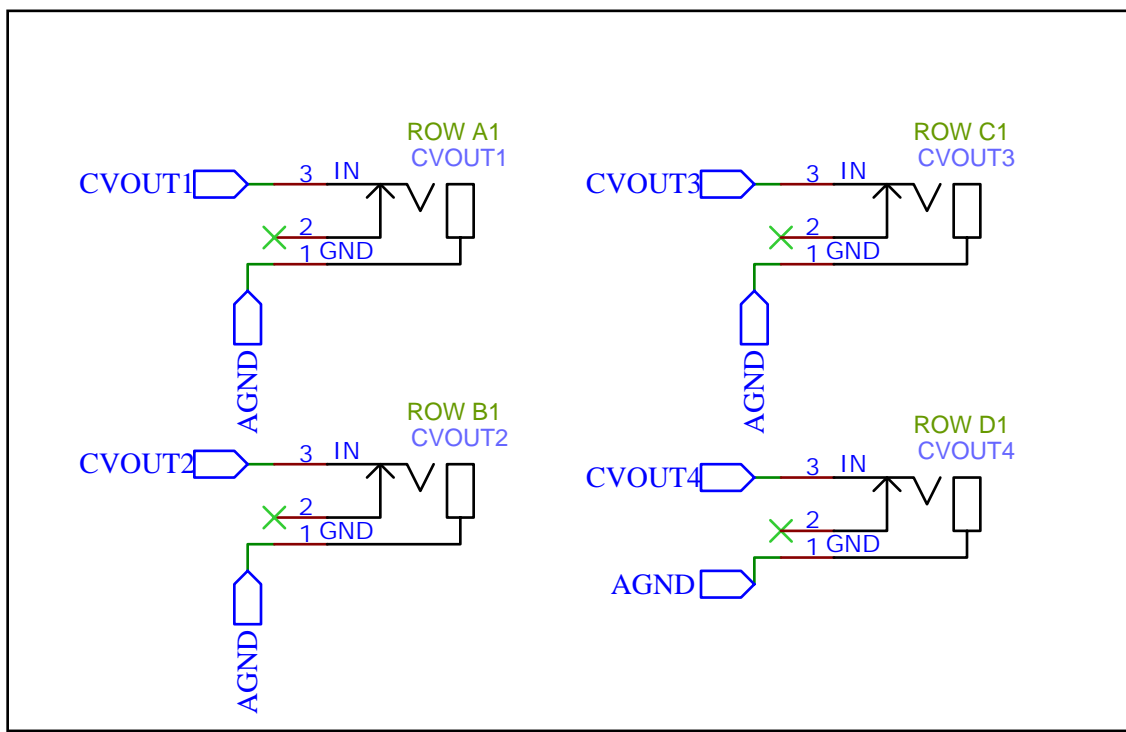 ROW A1
CVOUT1
CVOUT1
3 IN
2
1 GND
AGND
ROW C1
CVOUT3
CVOUT3
3 IN
2
1 GND
AGND
ROW B1
CVOUT2
CVOUT2
3 IN
2
1 GND
AGND
ROW D1
CVOUT4
CVOUT4
3 IN
2
1 GND
AGND